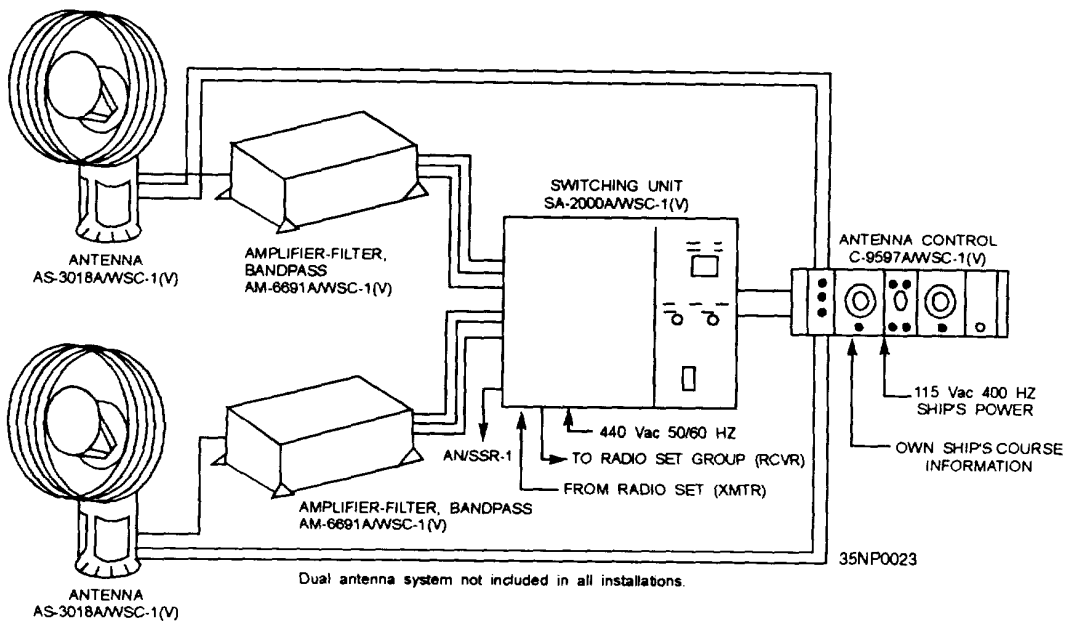 ANTENNA
AS-3018A/WSC-1(V)
AMPLIFIER-FILTER,
BANDPASS
AM-6691A/WSC-1(V)
SWITCHING UNIT
SA-2000A/WSC-1(V)
ANTENNA CONTROL
C-9597A/WSC-1(V)
115 Vac 400 HZ
SHIP'S POWER
OWN SHIP'S COURSE
INFORMATION
440 Vac 50/60 HZ
AN/SSR-1
TO RADIO SET GROUP (RCVR)
FROM RADIO SET (XMTR)
AMPLIFIER-FILTER, BANDPASS
AM-6691A/WSC-1(V)
35NP0023
Dual antenna system not included in all installations.
ANTENNA
AS-3018A/WSC-1(V)